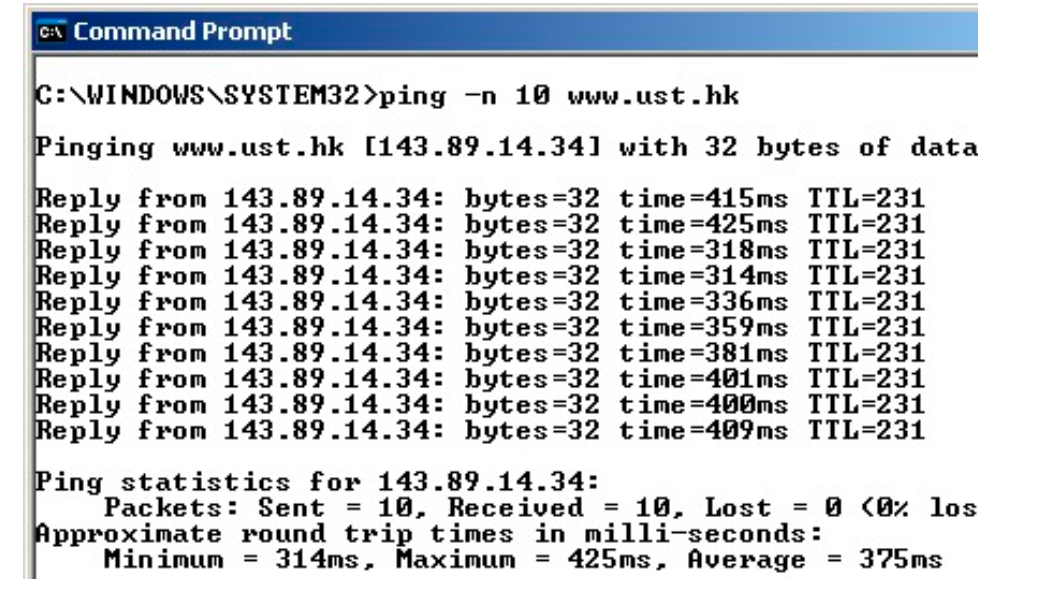 C:\ Command Prompt
C:\WINDOWS\SYSTEM32>ping -n 10 www.ust.hk
Pinging www.ust.hk [143.89.14.34] with 32 bytes of data
Reply from 143.89.14.34: bytes=32 time=415ms TTL=231
Reply from 143.89.14.34: bytes=32 time=425ms TTL=231
Reply from 143.89.14.34: bytes=32 time=318ms TTL=231
Reply from 143.89.14.34: bytes=32 time=314ms TTL=231
Reply from 143.89.14.34: bytes=32 time=336ms TTL=231
Reply from 143.89.14.34: bytes=32 time=359ms TTL=231
Reply from 143.89.14.34: bytes=32 time=381ms TTL=231
Reply from 143.89.14.34: bytes=32 time=401ms TTL=231
Reply from 143.89.14.34: bytes=32 time=400ms TTL=231
Reply from 143.89.14.34: bytes=32 time=409ms TTL=231
Ping statistics for 143.89.14.34:
Packets: Sent = 10, Received = 10, Lost = 0 (0% los
Approximate round trip times in milli-seconds:
Minimum = 314ms, Maximum = 425ms, Average = 375ms